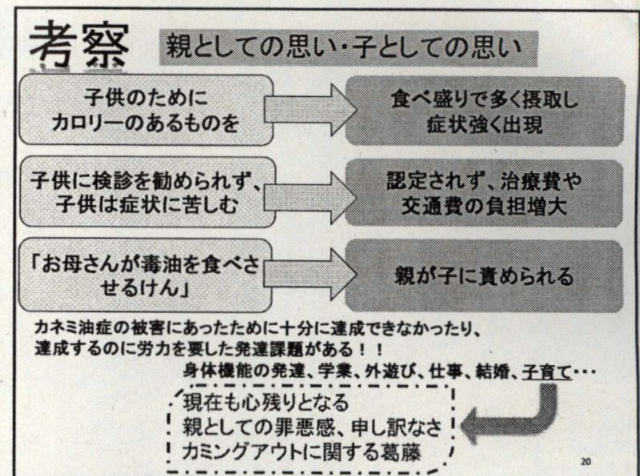 考察 親としての思い・子としての思い
子供のために
カロリーのあるものを
食べ盛りで多く摂取し
症状強く出現
子供に検診を勧められず、
子供は症状に苦しむ
認定されず、治療費や
交通費の負担増大
「お母さんが毒油を食べさ
せるけん」
親が子に責められる
カネミ油症の被害にあったために十分に達成できなかったり、
達成するのに労力を要した発達課題がある！！
身体機能の発達、学業、外遊び、仕事、結婚、子育て・・・
現在も心残りとなる
親としての罪悪感、申し訳なさ
カミングアウトに関する葛藤
20